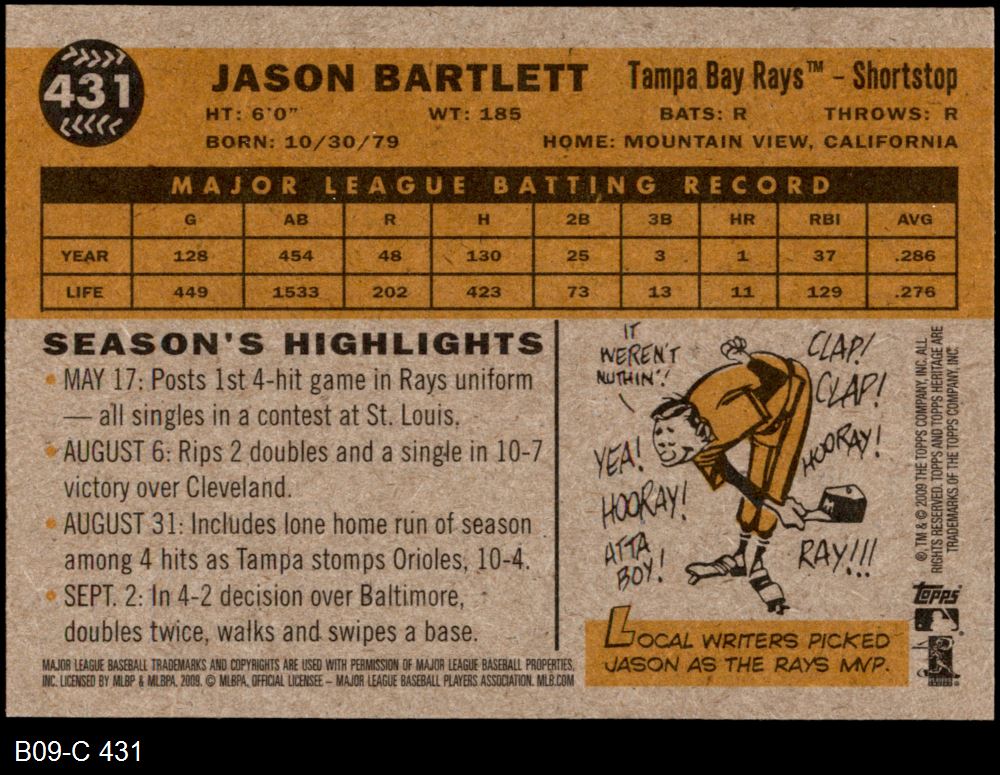 431
JASON BARTLETT
Tampa Bay Rays™ – Shortstop
HT: 6'0" WT: 185 BATS: R THROWS: R
BORN: 10/30/79 HOME: MOUNTAIN VIEW, CALIFORNIA
MAJOR LEAGUE BATTING RECORD
G AB R H 2B 3B HR RBI AVG
YEAR 128 454 48 130 25 3 1 37 .286
LIFE 449 1533 202 423 73 13 11 129 .276
SEASON'S HIGHLIGHTS
• MAY 17: Posts 1st 4-hit game in Rays uniform
— all singles in a contest at St. Louis.
• AUGUST 6: Rips 2 doubles and a single in 10-7
victory over Cleveland.
• AUGUST 31: Includes lone home run of season
among 4 hits as Tampa stomps Orioles, 10-4.
• SEPT. 2: In 4-2 decision over Baltimore,
doubles twice, walks and swipes a base.
MAJOR LEAGUE BASEBALL TRADEMARKS AND COPYRIGHTS ARE USED WITH PERMISSION OF MAJOR LEAGUE BASEBALL PROPERTIES,
INC. LICENSED BY MLBP & MLBPA, 2009. © MLBPA, OFFICIAL LICENSEE – MAJOR LEAGUE BASEBALL PLAYERS ASSOCIATION. MLB.COM
IT
WEREN'T
NUTHIN'!
YEA!
HOORAY!
ATTA
BOY!
CLAP!
CLAP!
HOORAY!
RAY!!!
LOCAL WRITERS PICKED
JASON AS THE RAYS MVP.
®, TM & © 2009 THE TOPPS COMPANY, INC. ALL
RIGHTS RESERVED. TOPPS AND TOPPS HERITAGE ARE
TRADEMARKS OF THE TOPPS COMPANY, INC.
Topps
B09-C 431